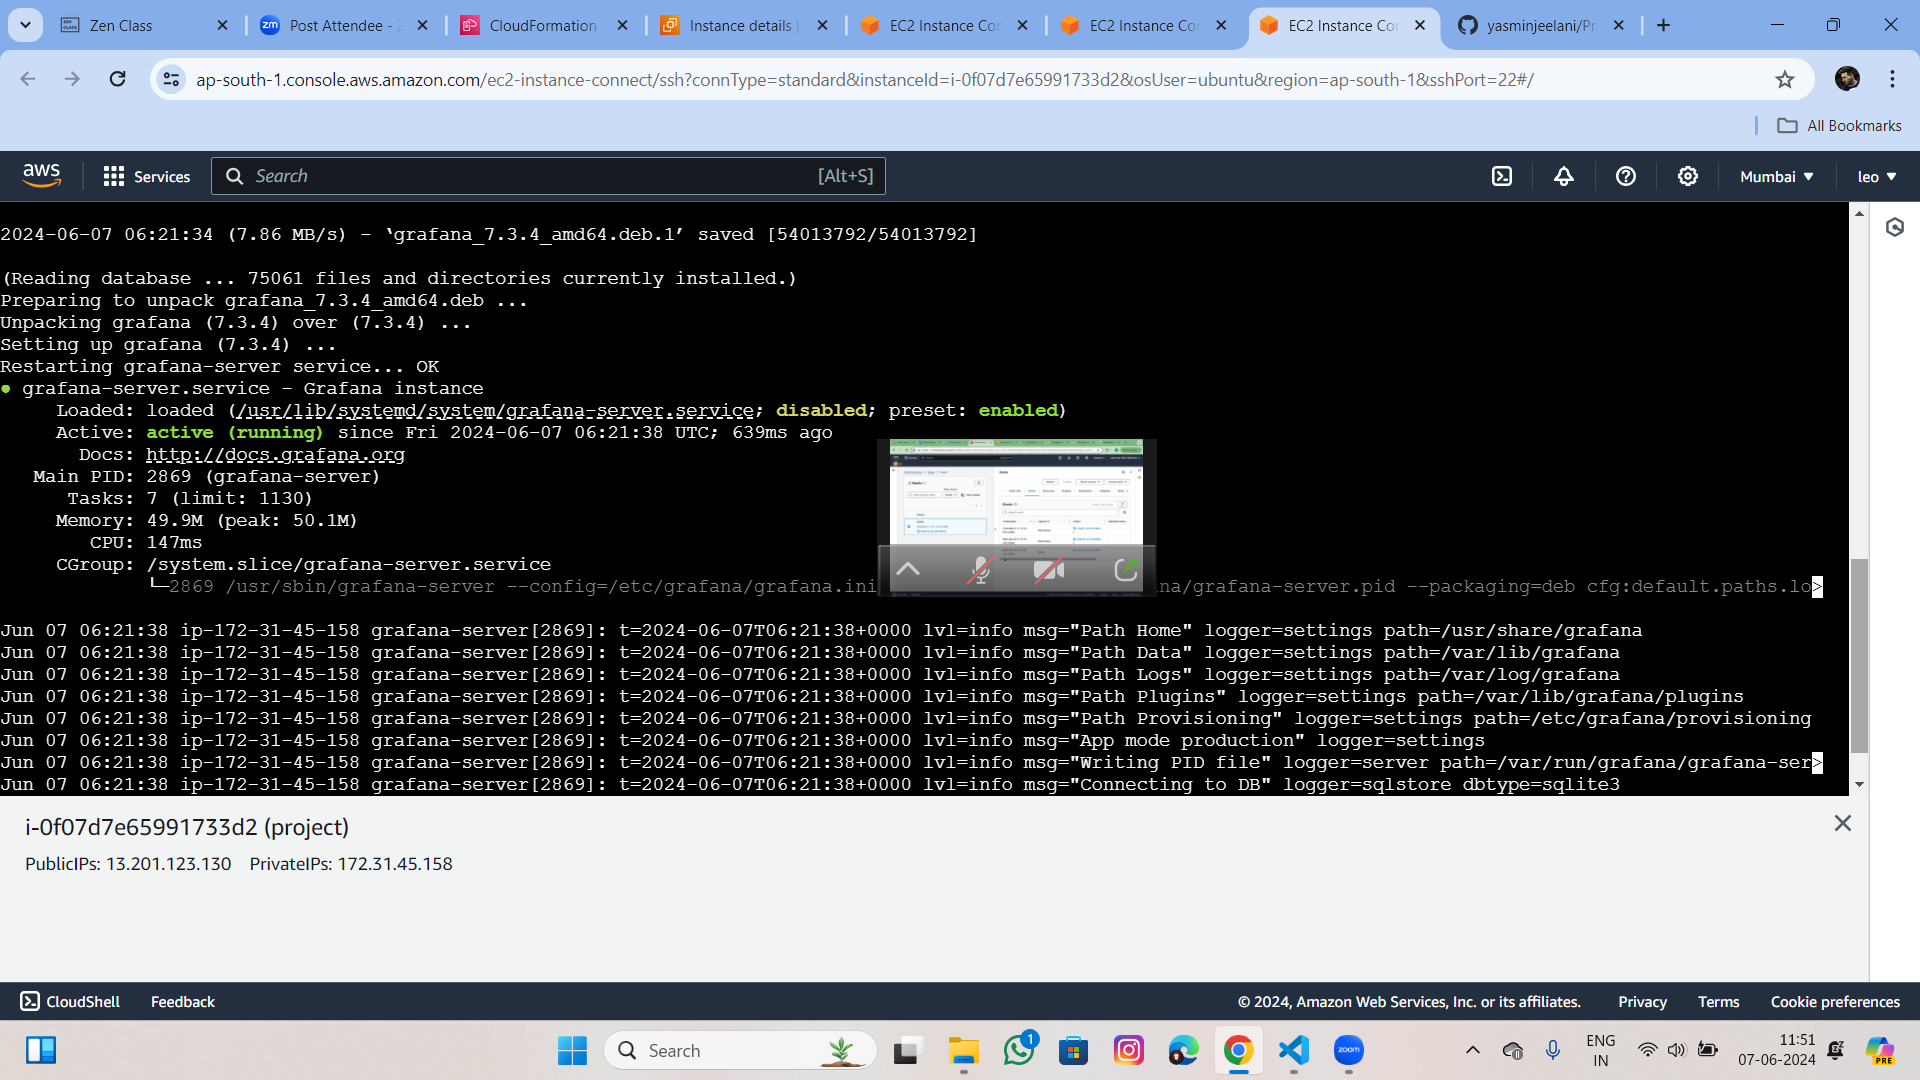 Zen Class
Post Attendee - Z
CloudFormation
Instance details |
EC2 Instance Con
EC2 Instance Con
EC2 Instance Con
yasminjeelani/Pr
ap-south-1.console.aws.amazon.com/ec2-instance-connect/ssh?connType=standard&instanceId=i-0f07d7e65991733d2&osUser=ubuntu&region=ap-south-1&sshPort=22#/
All Bookmarks
aws
Services
Search
[Alt+S]
Mumbai
leo
2024-06-07 06:21:34 (7.86 MB/s) - ‘grafana_7.3.4_amd64.deb.1’ saved [54013792/54013792]
(Reading database ... 75061 files and directories currently installed.)
Preparing to unpack grafana_7.3.4_amd64.deb ...
Unpacking grafana (7.3.4) over (7.3.4) ...
Setting up grafana (7.3.4) ...
Restarting grafana-server service... OK
● grafana-server.service - Grafana instance
Loaded: loaded (/usr/lib/systemd/system/grafana-server.service; disabled; preset: enabled)
Active: active (running) since Fri 2024-06-07 06:21:38 UTC; 639ms ago
Docs: http://docs.grafana.org
Main PID: 2869 (grafana-server)
Tasks: 7 (limit: 1130)
Memory: 49.9M (peak: 50.1M)
CPU: 147ms
CGroup: /system.slice/grafana-server.service
└─2869 /usr/sbin/grafana-server --config=/etc/grafana/grafana.ini na/grafana-server.pid --packaging=deb cfg:default.paths.lo>
Jun 07 06:21:38 ip-172-31-45-158 grafana-server[2869]: t=2024-06-07T06:21:38+0000 lvl=info msg="Path Home" logger=settings path=/usr/share/grafana
Jun 07 06:21:38 ip-172-31-45-158 grafana-server[2869]: t=2024-06-07T06:21:38+0000 lvl=info msg="Path Data" logger=settings path=/var/lib/grafana
Jun 07 06:21:38 ip-172-31-45-158 grafana-server[2869]: t=2024-06-07T06:21:38+0000 lvl=info msg="Path Logs" logger=settings path=/var/log/grafana
Jun 07 06:21:38 ip-172-31-45-158 grafana-server[2869]: t=2024-06-07T06:21:38+0000 lvl=info msg="Path Plugins" logger=settings path=/var/lib/grafana/plugins
Jun 07 06:21:38 ip-172-31-45-158 grafana-server[2869]: t=2024-06-07T06:21:38+0000 lvl=info msg="Path Provisioning" logger=settings path=/etc/grafana/provisioning
Jun 07 06:21:38 ip-172-31-45-158 grafana-server[2869]: t=2024-06-07T06:21:38+0000 lvl=info msg="App mode production" logger=settings
Jun 07 06:21:38 ip-172-31-45-158 grafana-server[2869]: t=2024-06-07T06:21:38+0000 lvl=info msg="Writing PID file" logger=server path=/var/run/grafana/grafana-ser>
Jun 07 06:21:38 ip-172-31-45-158 grafana-server[2869]: t=2024-06-07T06:21:38+0000 lvl=info msg="Connecting to DB" logger=sqlstore dbtype=sqlite3
i-0f07d7e65991733d2 (project)
PublicIPs: 13.201.123.130 PrivateIPs: 172.31.45.158
CloudShell
Feedback
© 2024, Amazon Web Services, Inc. or its affiliates.
Privacy
Terms
Cookie preferences
Search
1
zoom
ENG
IN
11:51
07-06-2024
PRE